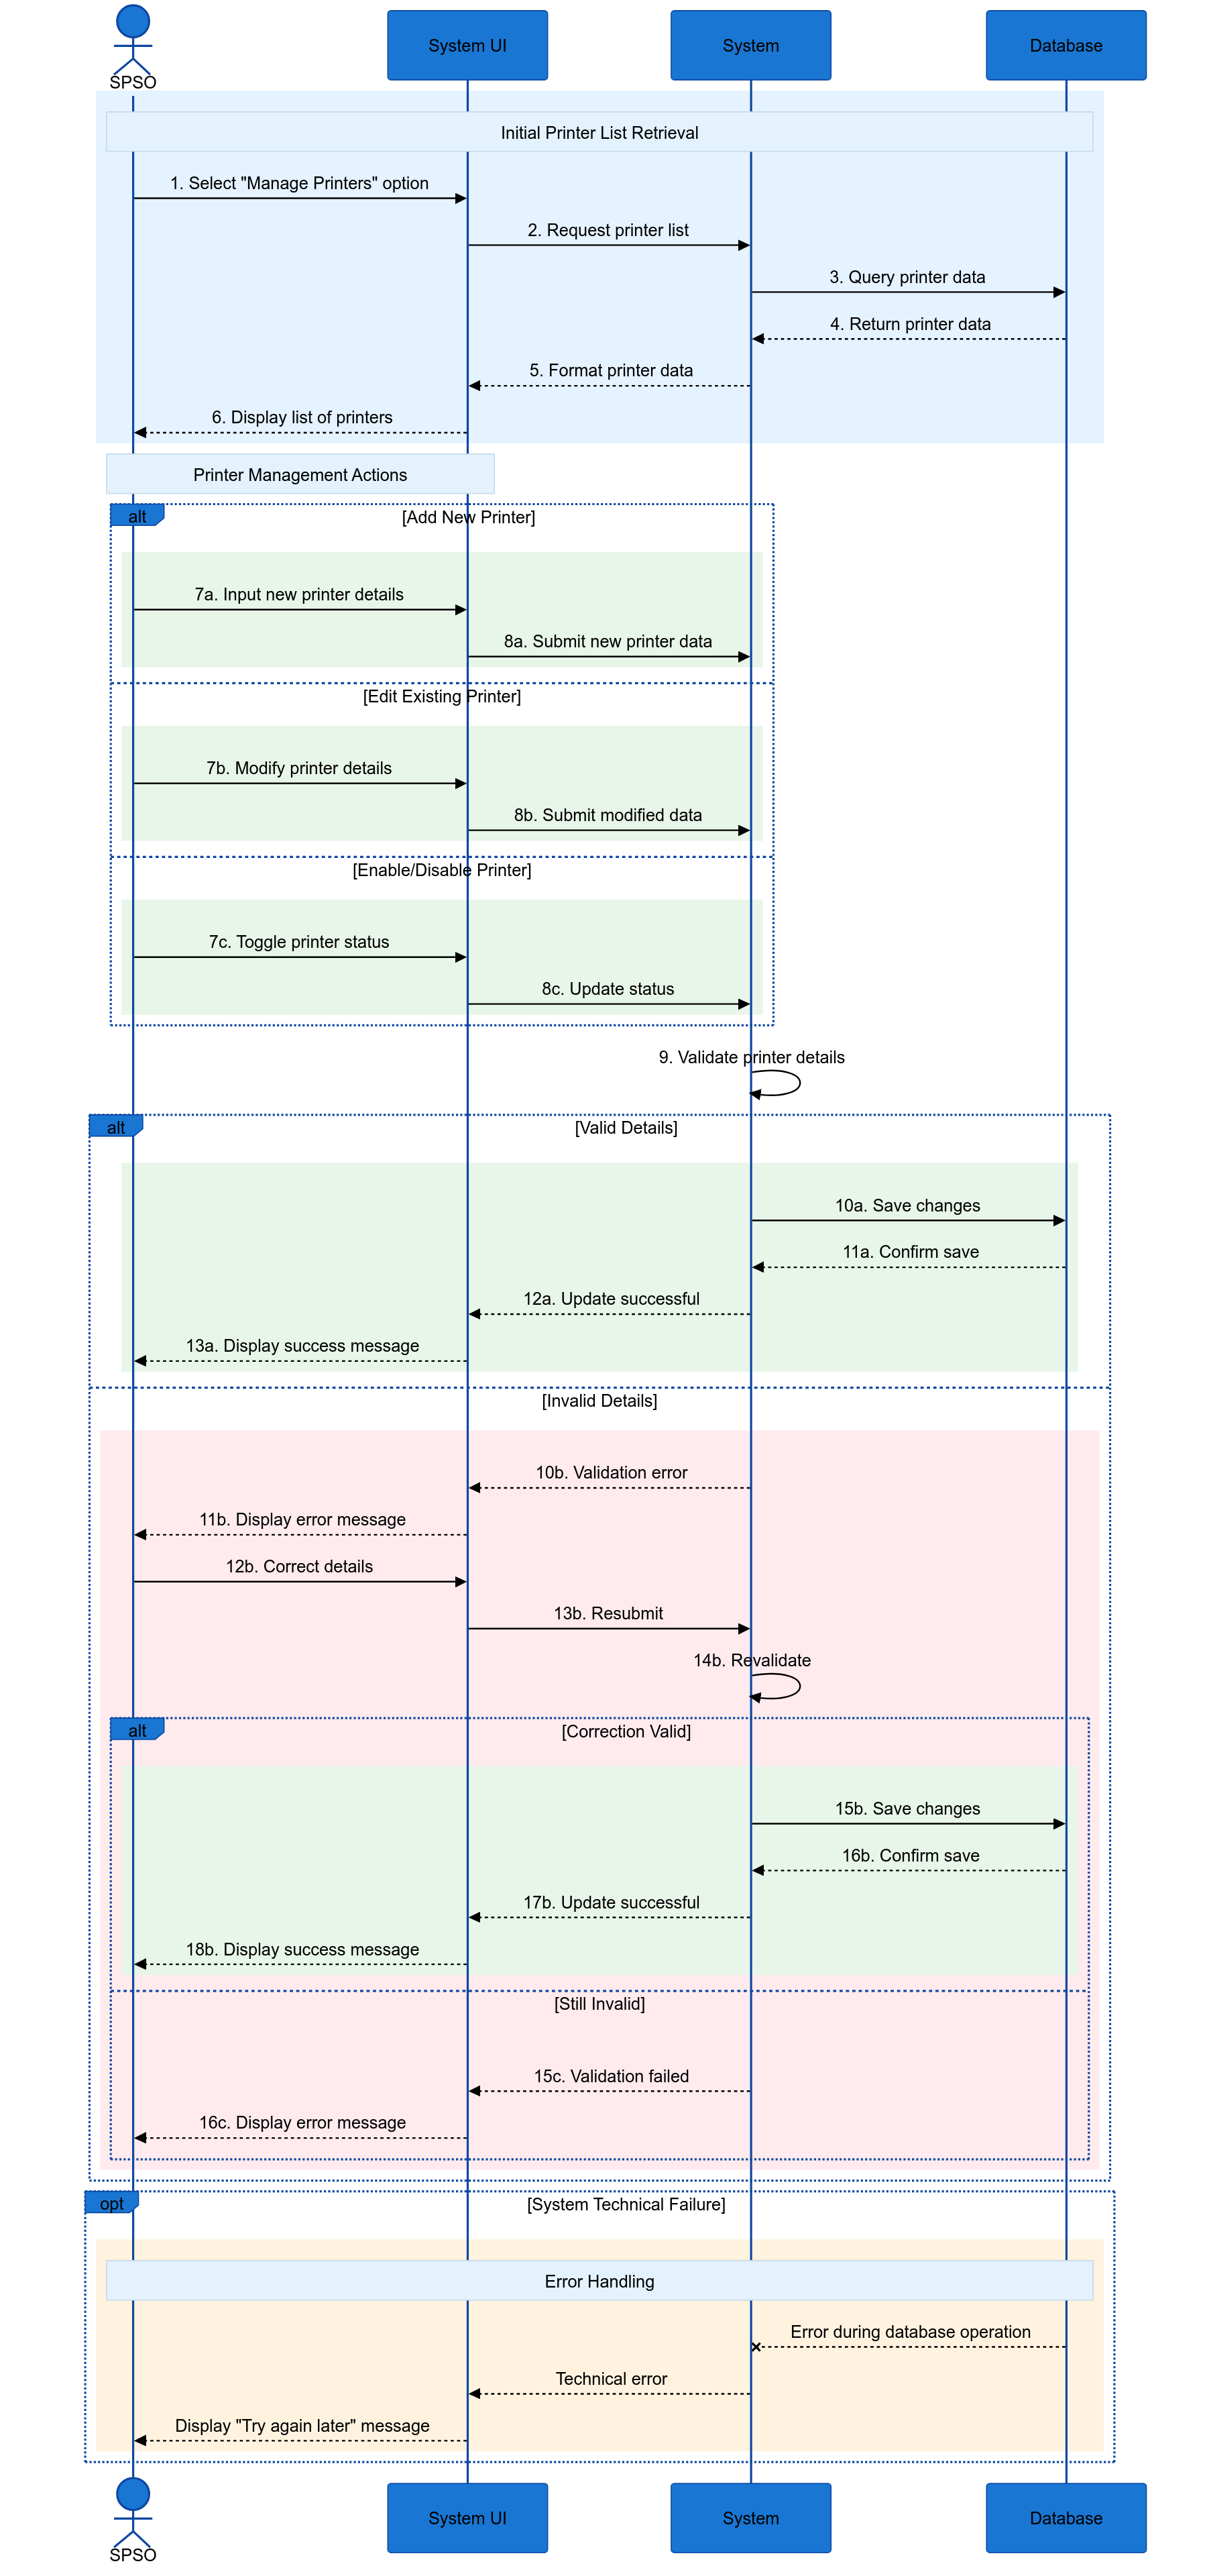 SPSO
System UI
System
Database
Initial Printer List Retrieval
1. Select "Manage Printers" option
2. Request printer list
3. Query printer data
4. Return printer data
5. Format printer data
6. Display list of printers
Printer Management Actions
alt
[Add New Printer]
7a. Input new printer details
8a. Submit new printer data
[Edit Existing Printer]
7b. Modify printer details
8b. Submit modified data
[Enable/Disable Printer]
7c. Toggle printer status
8c. Update status
9. Validate printer details
alt
[Valid Details]
10a. Save changes
11a. Confirm save
12a. Update successful
13a. Display success message
[Invalid Details]
10b. Validation error
11b. Display error message
12b. Correct details
13b. Resubmit
14b. Revalidate
alt
[Correction Valid]
15b. Save changes
16b. Confirm save
17b. Update successful
18b. Display success message
[Still Invalid]
15c. Validation failed
16c. Display error message
opt
[System Technical Failure]
Error Handling
Error during database operation
Technical error
Display "Try again later" message
SPSO
System UI
System
Database